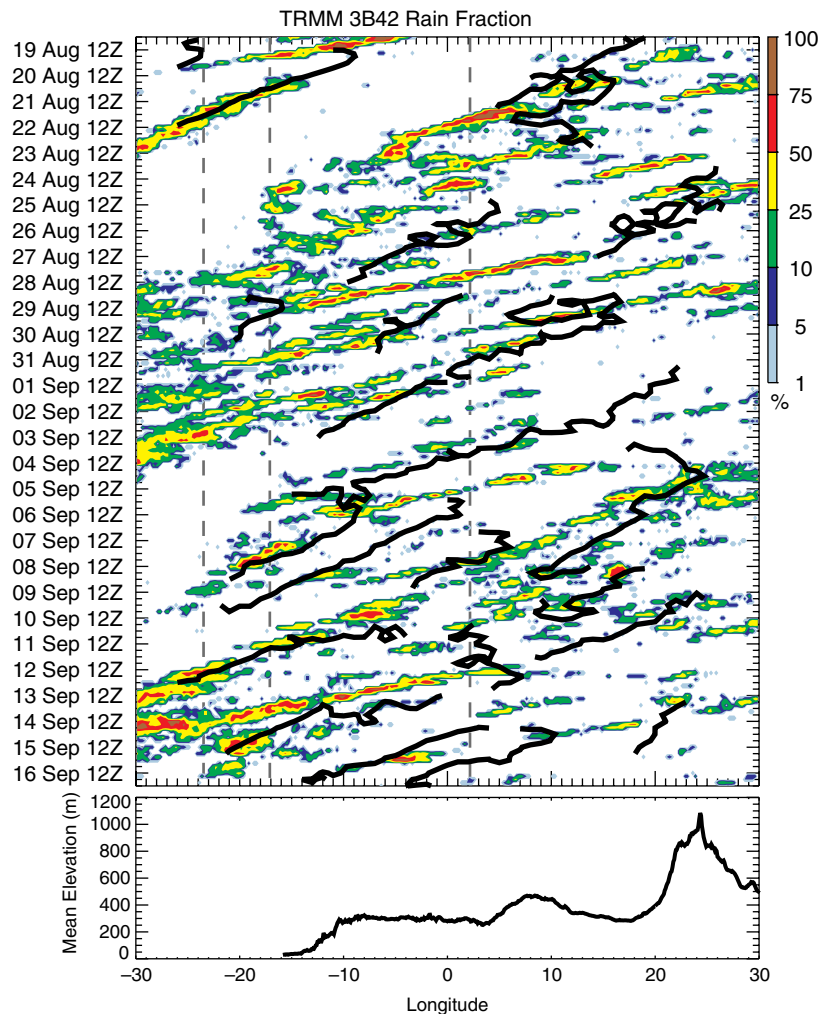 TRMM 3B42 Rain Fraction
19 Aug 12Z
20 Aug 12Z
21 Aug 12Z
22 Aug 12Z
23 Aug 12Z
24 Aug 12Z
25 Aug 12Z
26 Aug 12Z
27 Aug 12Z
28 Aug 12Z
29 Aug 12Z
30 Aug 12Z
31 Aug 12Z
01 Sep 12Z
02 Sep 12Z
03 Sep 12Z
04 Sep 12Z
05 Sep 12Z
06 Sep 12Z
07 Sep 12Z
08 Sep 12Z
09 Sep 12Z
10 Sep 12Z
11 Sep 12Z
12 Sep 12Z
13 Sep 12Z
14 Sep 12Z
15 Sep 12Z
16 Sep 12Z
100
75
50
25
10
5
1
%
Mean Elevation (m)
1200
1000
800
600
400
200
0
−30 −20 −10 0 10 20 30
Longitude